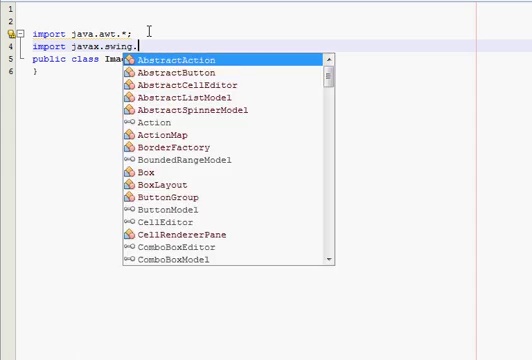 1
2
3 import java.awt.*;
4 import javax.swing.
5 public class Ima
6 }
AbstractAction
AbstractButton
AbstractCellEditor
AbstractListModel
AbstractSpinnerModel
Action
ActionMap
BorderFactory
BoundedRangeModel
Box
BoxLayout
ButtonGroup
ButtonModel
CellEditor
CellRendererPane
ComboBoxEditor
ComboBoxModel